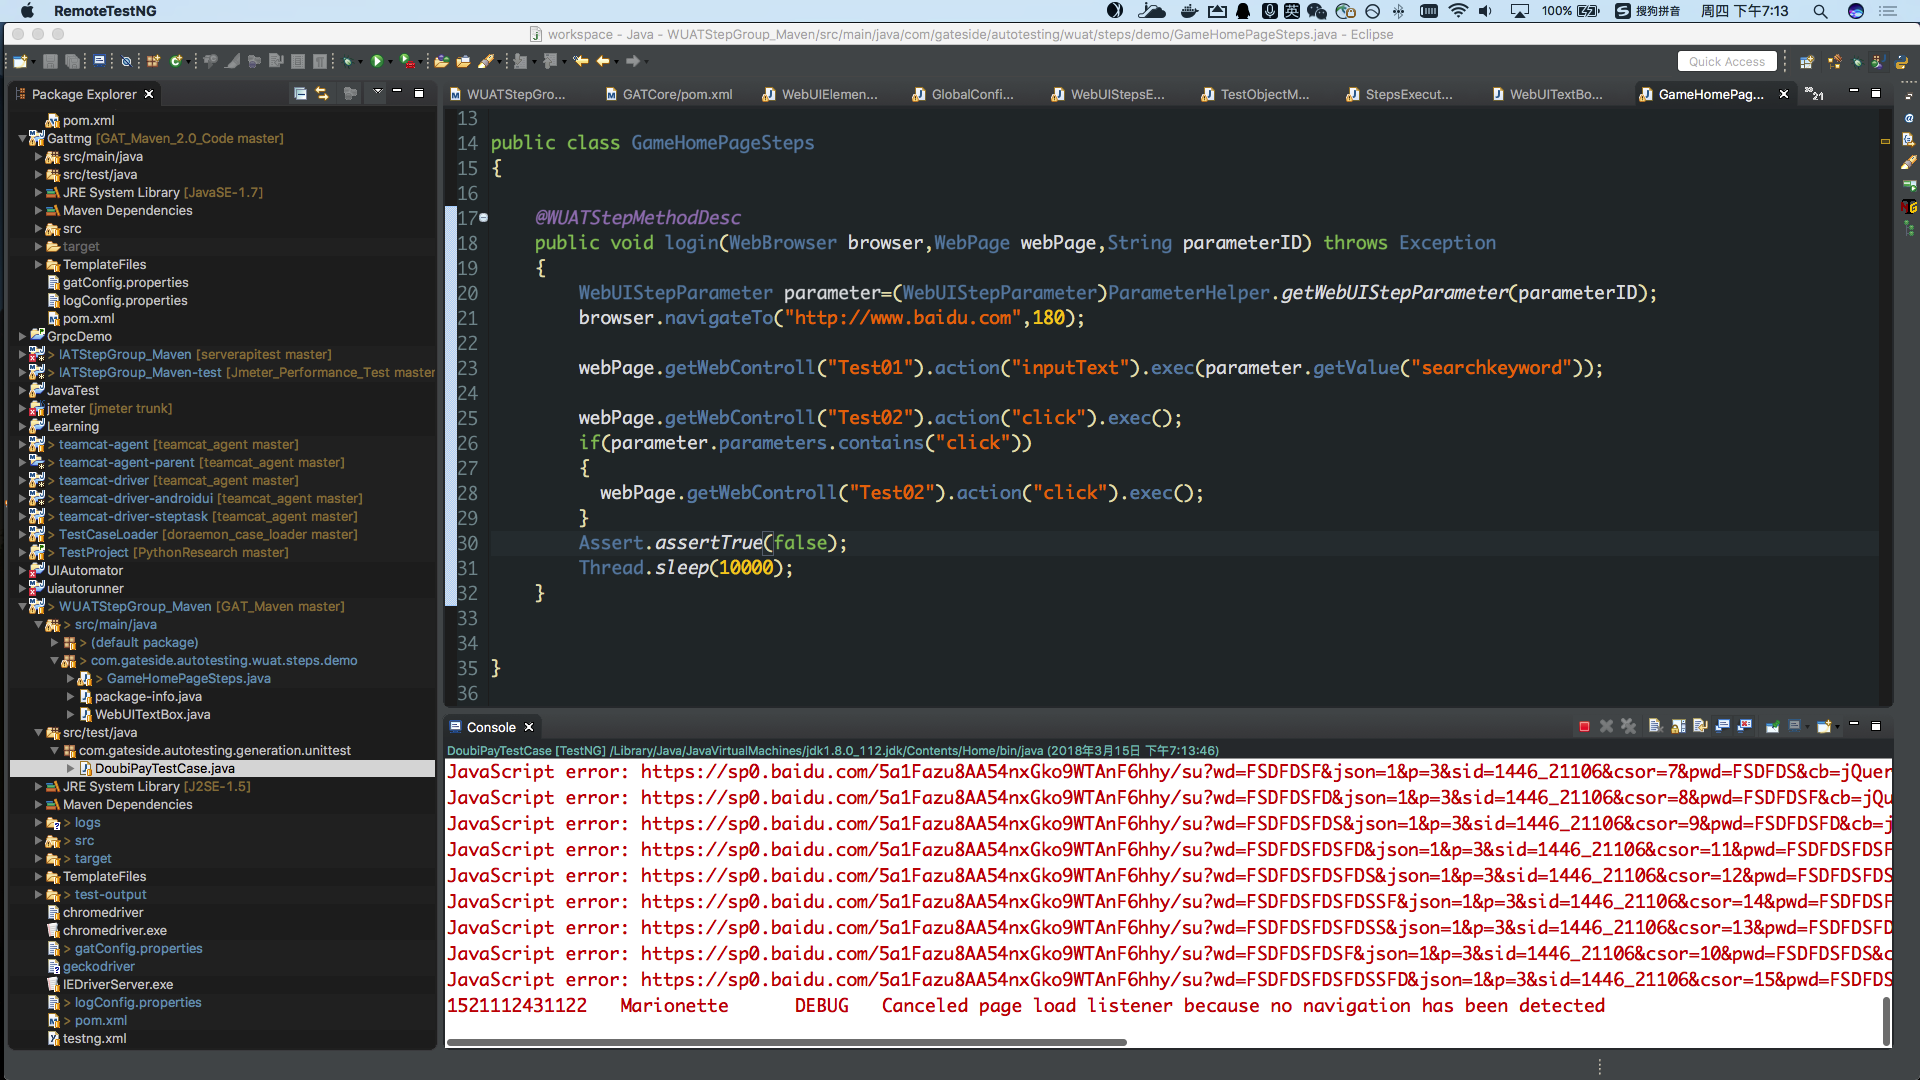 RemoteTestNG
100%
搜狗拼音
周四 下午7:13
workspace - Java - WUATStepGroup_Maven/src/main/java/com/gateside/autotesting/wuat/steps/demo/GameHomePageSteps.java - Eclipse
Quick Access
Package Explorer
WUATStepGro...
GATCore/pom.xml
WebUIElemen...
GlobalConfi...
WebUIStepsE...
TestObjectM...
StepsExecut...
WebUITextBo...
GameHomePag...
21
pom.xml
Gattmg [GAT_Maven_2.0_Code master]
src/main/java
src/test/java
JRE System Library [JavaSE-1.7]
Maven Dependencies
src
target
TemplateFiles
gatConfig.properties
logConfig.properties
pom.xml
GrpcDemo
> IATStepGroup_Maven [serverapitest master]
> IATStepGroup_Maven-test [Jmeter_Performance_Test master
JavaTest
jmeter [jmeter trunk]
Learning
> teamcat-agent [teamcat_agent master]
> teamcat-agent-parent [teamcat_agent master]
> teamcat-driver [teamcat_agent master]
> teamcat-driver-androidui [teamcat_agent master]
> teamcat-driver-steptask [teamcat_agent master]
> TestCaseLoader [doraemon_case_loader master]
> TestProject [PythonResearch master]
UIAutomator
uiautorunner
> WUATStepGroup_Maven [GAT_Maven master]
> src/main/java
> (default package)
> com.gateside.autotesting.wuat.steps.demo
> GameHomePageSteps.java
package-info.java
WebUITextBox.java
src/test/java
com.gateside.autotesting.generation.unittest
DoubiPayTestCase.java
JRE System Library [J2SE-1.5]
Maven Dependencies
> logs
> src
> target
TemplateFiles
> test-output
chromedriver
chromedriver.exe
> gatConfig.properties
geckodriver
IEDriverServer.exe
> logConfig.properties
> pom.xml
testng.xml
13
14 public class GameHomePageSteps
15 {
16
17 @WUATStepMethodDesc
18 public void login(WebBrowser browser,WebPage webPage,String parameterID) throws Exception
19 {
20 WebUIStepParameter parameter=(WebUIStepParameter)ParameterHelper.getWebUIStepParameter(parameterID);
21 browser.navigateTo("http://www.baidu.com",180);
22
23 webPage.getWebControll("Test01").action("inputText").exec(parameter.getValue("searchkeyword"));
24
25 webPage.getWebControll("Test02").action("click").exec();
26 if(parameter.parameters.contains("click"))
27 {
28 webPage.getWebControll("Test02").action("click").exec();
29 }
30 Assert.assertTrue(false);
31 Thread.sleep(10000);
32 }
33
34
35 }
36
Console
DoubiPayTestCase [TestNG] /Library/Java/JavaVirtualMachines/jdk1.8.0_112.jdk/Contents/Home/bin/java (2018年3月15日 下午7:13:46)
JavaScript error: https://sp0.baidu.com/5a1Fazu8AA54nxGko9WTAnF6hhy/su?wd=FSDFDSF&json=1&p=3&sid=1446_21106&csor=7&pwd=FSDFDS&cb=jQuer
JavaScript error: https://sp0.baidu.com/5a1Fazu8AA54nxGko9WTAnF6hhy/su?wd=FSDFDSFD&json=1&p=3&sid=1446_21106&csor=8&pwd=FSDFDSF&cb=jQu
JavaScript error: https://sp0.baidu.com/5a1Fazu8AA54nxGko9WTAnF6hhy/su?wd=FSDFDSFDS&json=1&p=3&sid=1446_21106&csor=9&pwd=FSDFDSFD&cb=j
JavaScript error: https://sp0.baidu.com/5a1Fazu8AA54nxGko9WTAnF6hhy/su?wd=FSDFDSFDSFD&json=1&p=3&sid=1446_21106&csor=11&pwd=FSDFDSFDSF
JavaScript error: https://sp0.baidu.com/5a1Fazu8AA54nxGko9WTAnF6hhy/su?wd=FSDFDSFDSFDS&json=1&p=3&sid=1446_21106&csor=12&pwd=FSDFDSFDS
JavaScript error: https://sp0.baidu.com/5a1Fazu8AA54nxGko9WTAnF6hhy/su?wd=FSDFDSFDSFDSSF&json=1&p=3&sid=1446_21106&csor=14&pwd=FSDFDSF
JavaScript error: https://sp0.baidu.com/5a1Fazu8AA54nxGko9WTAnF6hhy/su?wd=FSDFDSFDSFDSS&json=1&p=3&sid=1446_21106&csor=13&pwd=FSDFDSFD
JavaScript error: https://sp0.baidu.com/5a1Fazu8AA54nxGko9WTAnF6hhy/su?wd=FSDFDSFDSF&json=1&p=3&sid=1446_21106&csor=10&pwd=FSDFDSFDS&c
JavaScript error: https://sp0.baidu.com/5a1Fazu8AA54nxGko9WTAnF6hhy/su?wd=FSDFDSFDSFDSSFD&json=1&p=3&sid=1446_21106&csor=15&pwd=FSDFDS
1521112431122 Marionette DEBUG Canceled page load listener because no navigation has been detected